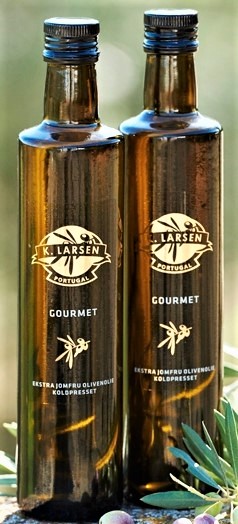 K. LARSEN
PORTUGAL
GOURMET
EKSTRA JOMFRU OLIVENOLIE
KOLDPRESSET
K. LARSEN
PORTUGAL
GOURMET
EKSTRA JOMFRU OLIVENOLIE
KOLDPRESSET